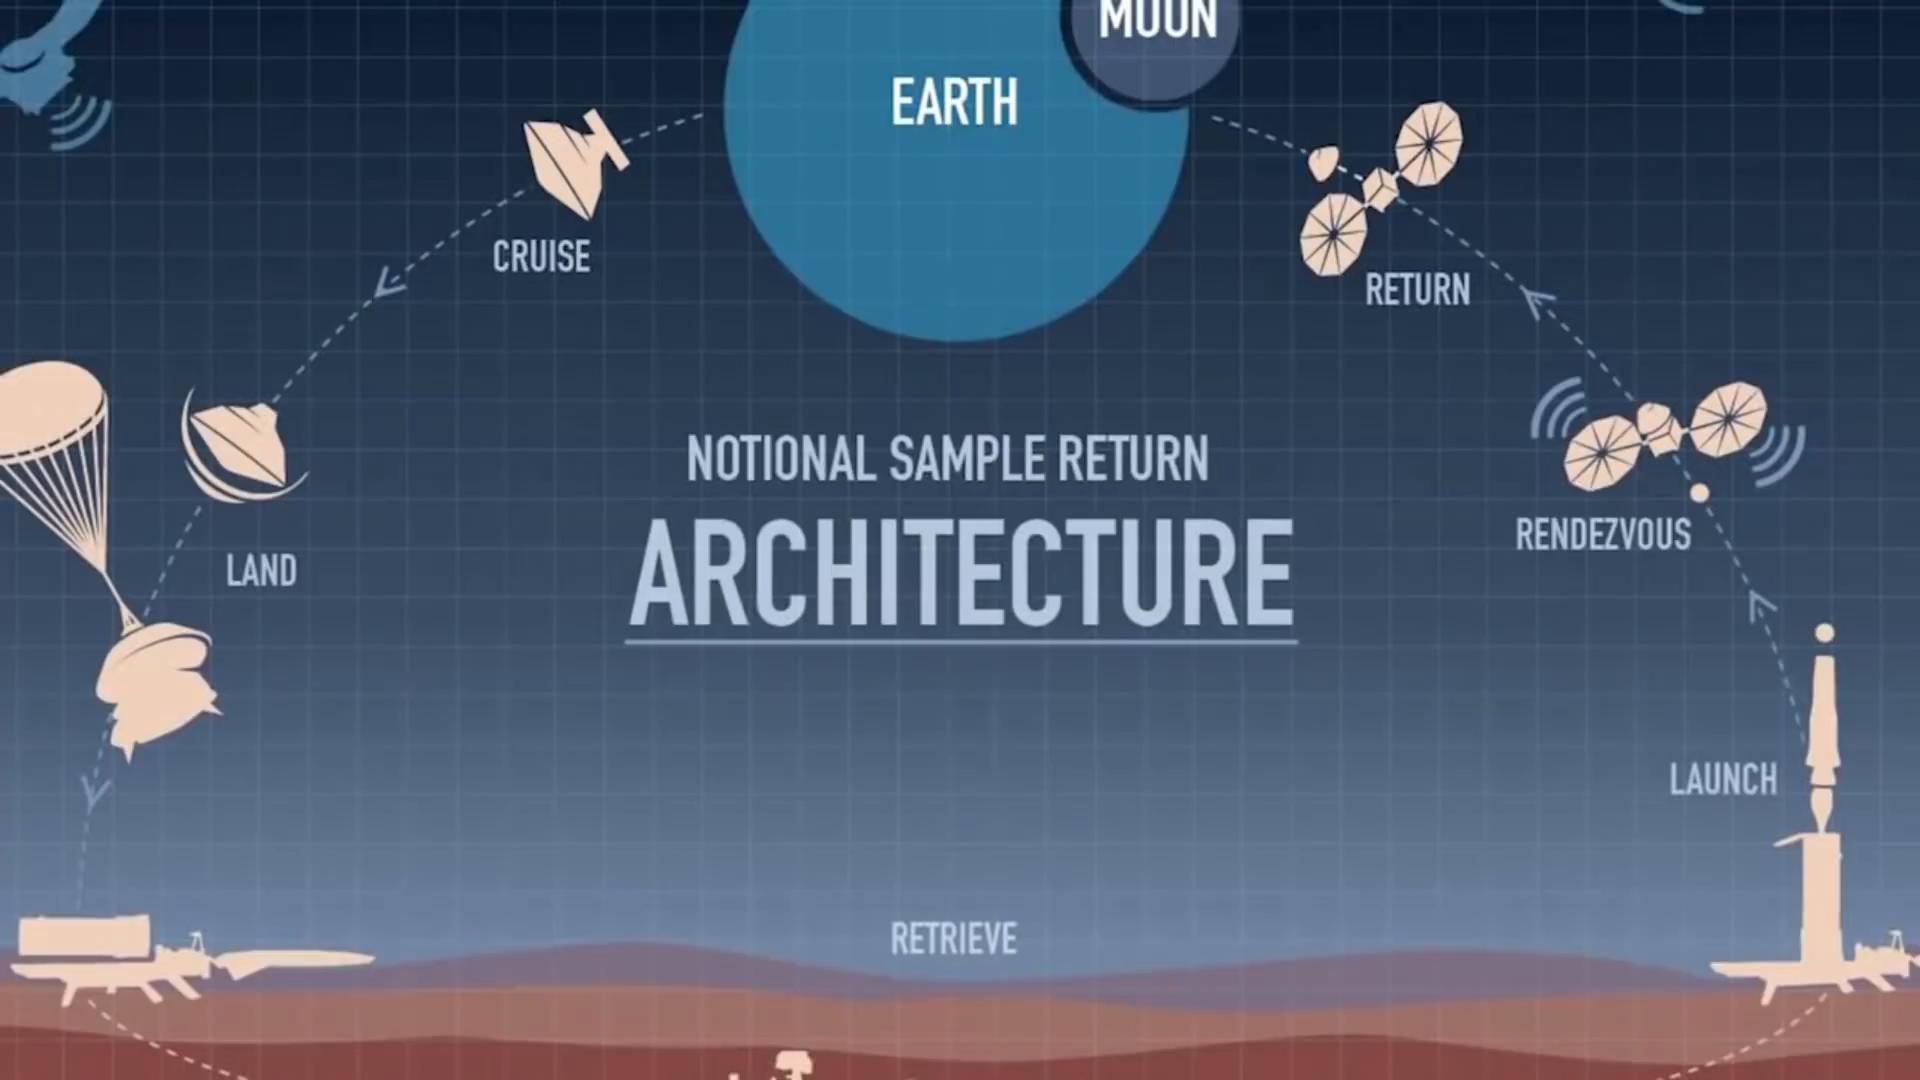 MOON
EARTH
CRUISE
RETURN
NOTIONAL SAMPLE RETURN
ARCHITECTURE
RENDEZVOUS
LAND
LAUNCH
RETRIEVE